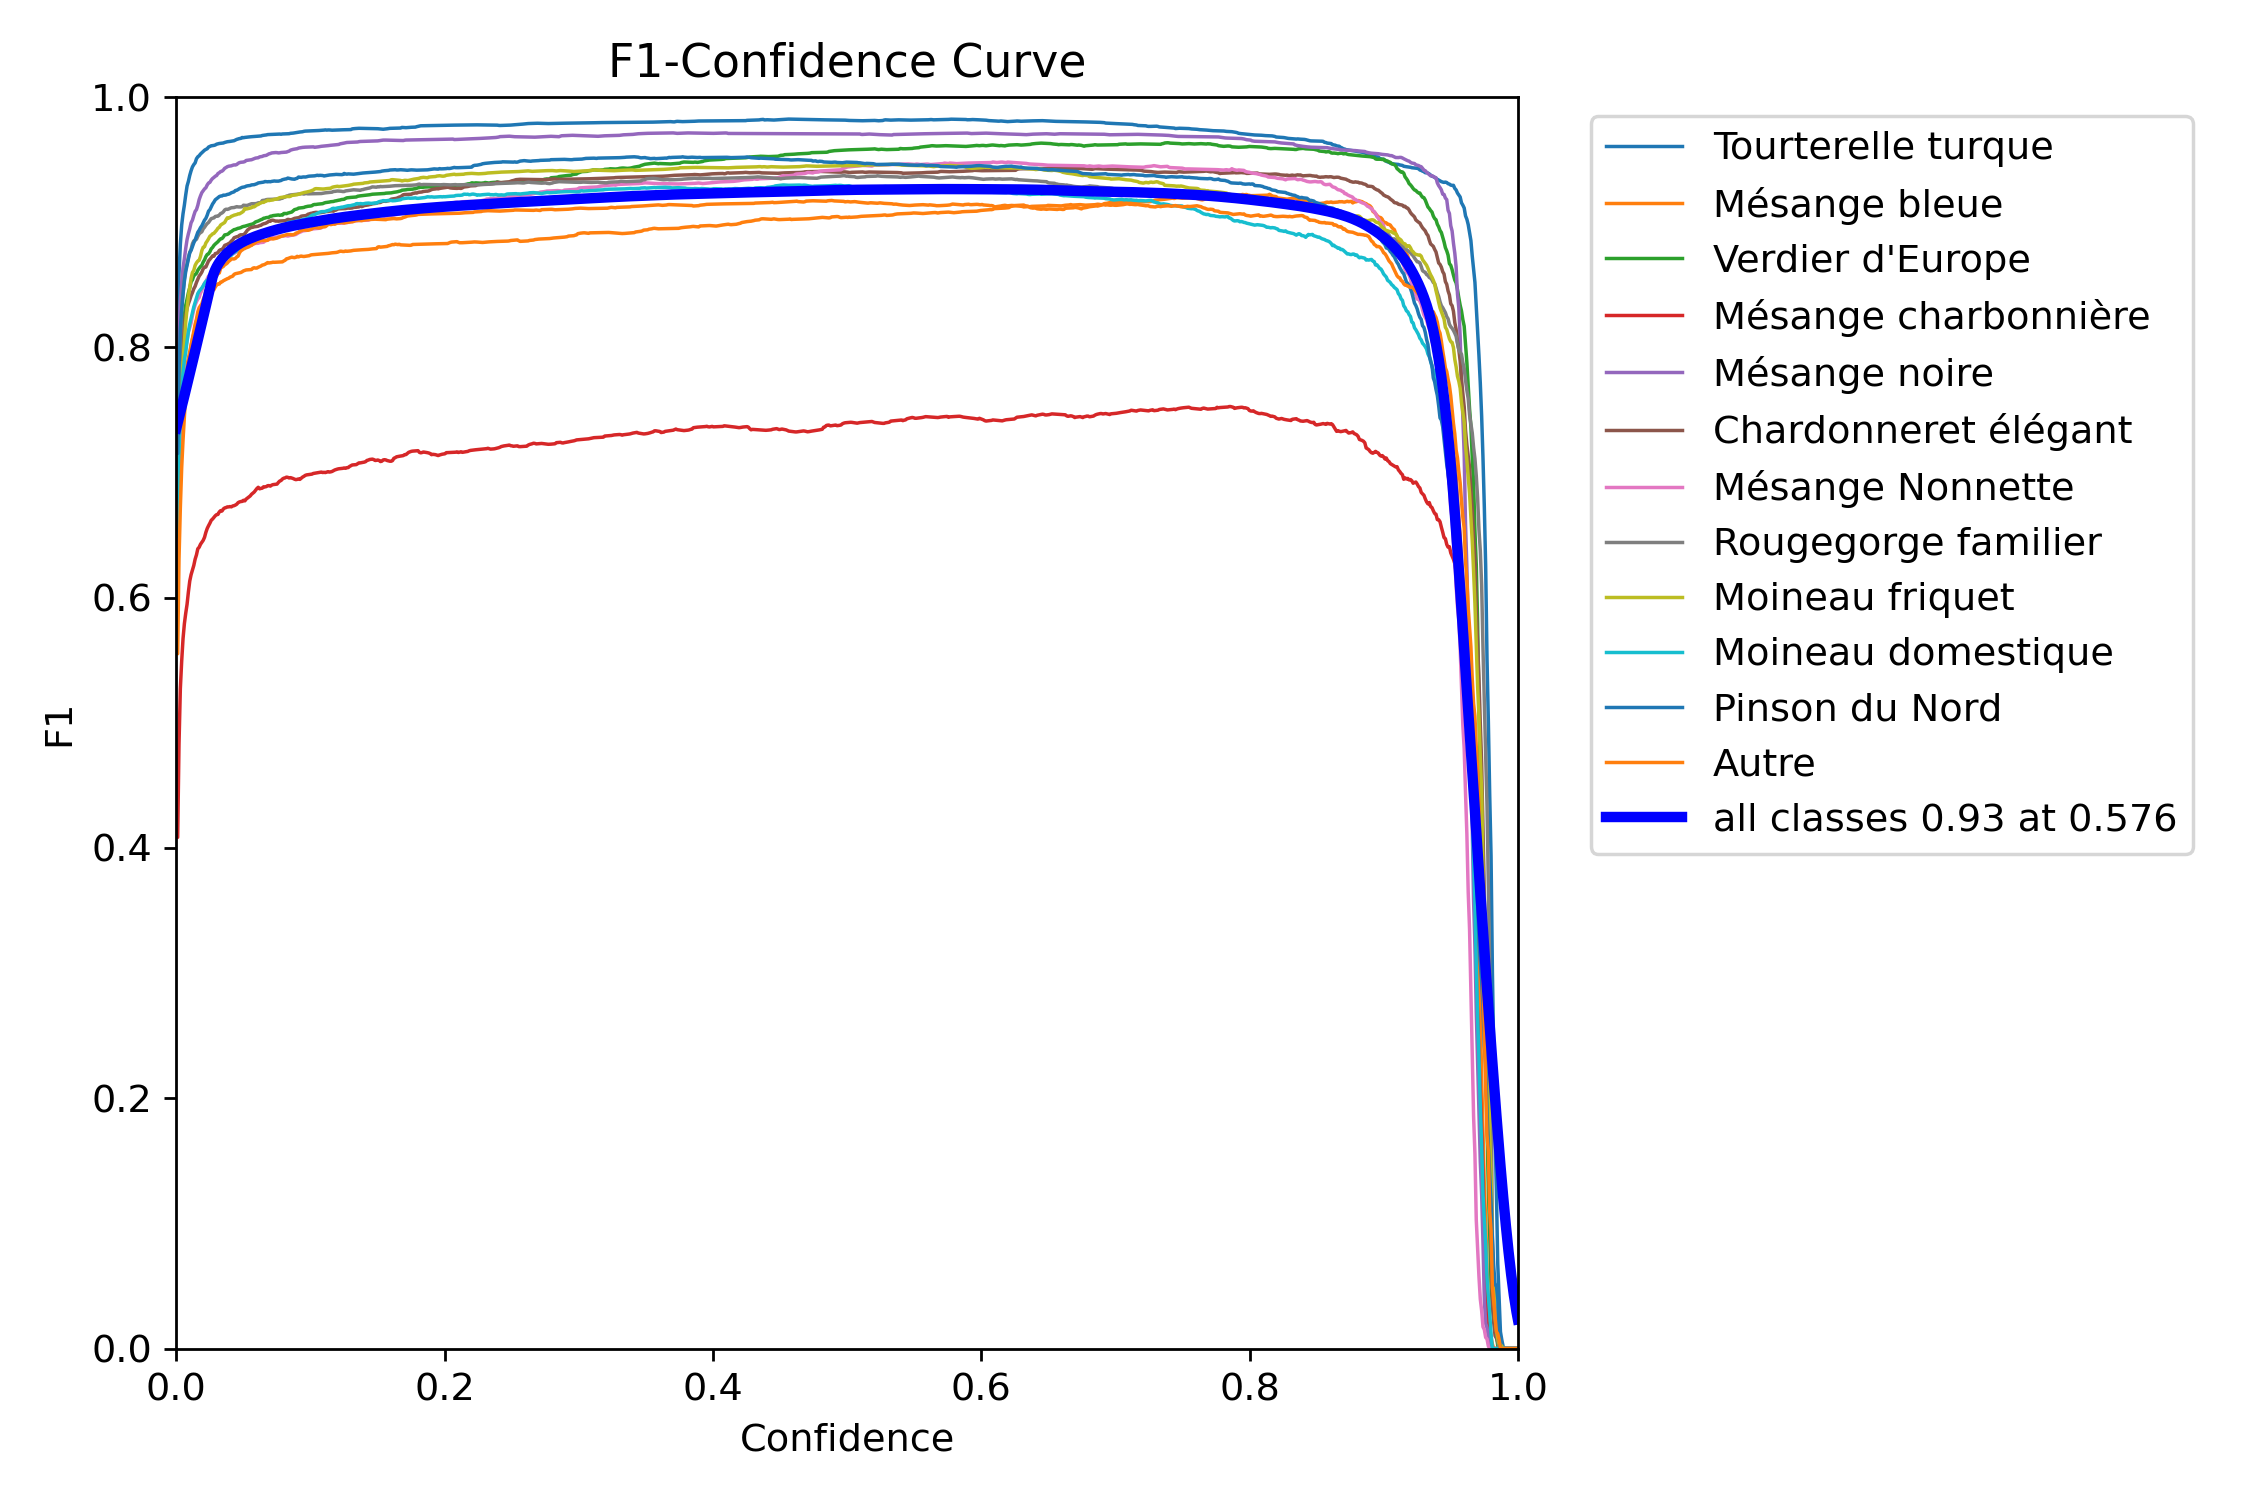 F1-Confidence Curve
1.0
0.8
0.6
0.4
0.2
0.0
F1
0.0 0.2 0.4 0.6 0.8 1.0
Confidence
Tourterelle turque
Mésange bleue
Verdier d'Europe
Mésange charbonnière
Mésange noire
Chardonneret élégant
Mésange Nonnette
Rougegorge familier
Moineau friquet
Moineau domestique
Pinson du Nord
Autre
all classes 0.93 at 0.576